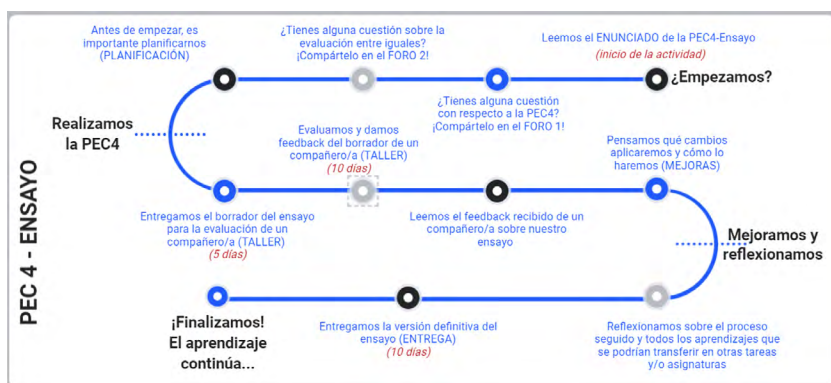 Antes de empezar, es
importante planificarnos
(PLANIFICACIÓN)
¿Tienes alguna cuestión sobre la
evaluación entre iguales?
¡Compártelo en el FORO 2!
Leemos el ENUNCIADO de la PEC4-Ensayo
(inicio de la actividad)
¿Empezamos?
¿Tienes alguna cuestión
con respecto a la PEC4?
¡Compártelo en el FORO 1!
Realizamos
la PEC4
Evaluamos y damos
feedback del borrador de un
compañero/a (TALLER)
(10 días)
Pensamos qué cambios
aplicaremos y cómo lo
haremos (MEJORAS)
PEC 4 - ENSAYO
Entregamos el borrador del ensayo
para la evaluación de un
compañero/a (TALLER)
(5 días)
Leemos el feedback recibido de un
compañero/a sobre nuestro
ensayo
Mejoramos y
reflexionamos
¡Finalizamos!
El aprendizaje
continúa...
Entregamos la versión definitiva del
ensayo (ENTREGA)
(10 días)
Reflexionamos sobre el proceso
seguido y todos los aprendizajes que
se podrían transferir en otras tareas
y/o asignaturas